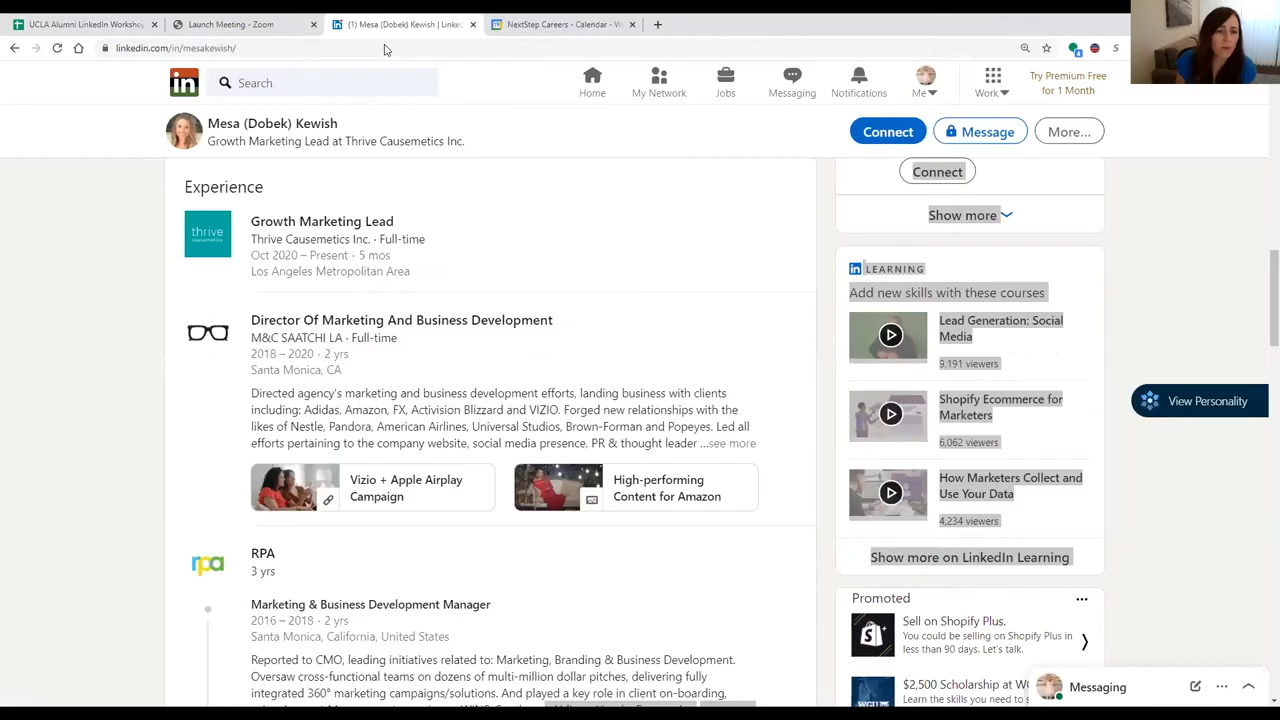 UCLA Alumni LinkedIn Worksho
Launch Meeting - Zoom
(1) Mesa (Dobek) Kewish | Linke
NextStep Careers - Calendar - W
linkedin.com/in/mesakewish/
in
Search
Home
My Network
Jobs
Messaging
Notifications
Me
Work
Try Premium Free
for 1 Month
Mesa (Dobek) Kewish
Growth Marketing Lead at Thrive Causemetics Inc.
Connect
Message
More...
Experience
thrive
Growth Marketing Lead
Thrive Causemetics Inc. · Full-time
Oct 2020 – Present · 5 mos
Los Angeles Metropolitan Area
Director Of Marketing And Business Development
M&C SAATCHI LA · Full-time
2018 – 2020 · 2 yrs
Santa Monica, CA
Directed agency's marketing and business development efforts, landing business with clients
including: Adidas, Amazon, FX, Activision Blizzard and VIZIO. Forged new relationships with the
likes of Nestle, Pandora, American Airlines, Universal Studios, Brown-Forman and Popeyes. Led all
efforts pertaining to the company website, social media presence, PR & thought leader ...see more
Vizio + Apple Airplay
Campaign
High-performing
Content for Amazon
rpa
RPA
3 yrs
Marketing & Business Development Manager
2016 – 2018 · 2 yrs
Santa Monica, California, United States
Reported to CMO, leading initiatives related to: Marketing, Branding & Business Development.
Oversaw cross-functional teams on dozens of multi-million dollar pitches, delivering fully
integrated 360° marketing campaigns/solutions. And played a key role in client on-boarding,
Connect
Show more
in LEARNING
Add new skills with these courses
Lead Generation: Social
Media
9,191 viewers
Shopify Ecommerce for
Marketers
6,062 viewers
How Marketers Collect and
Use Your Data
4,234 viewers
Show more on LinkedIn Learning
Promoted
Sell on Shopify Plus.
You could be selling on Shopify Plus in
less than 90 days. Let's talk.
WGU
$2,500 Scholarship at WG
Learn the skills you need to s
View Personality
Messaging